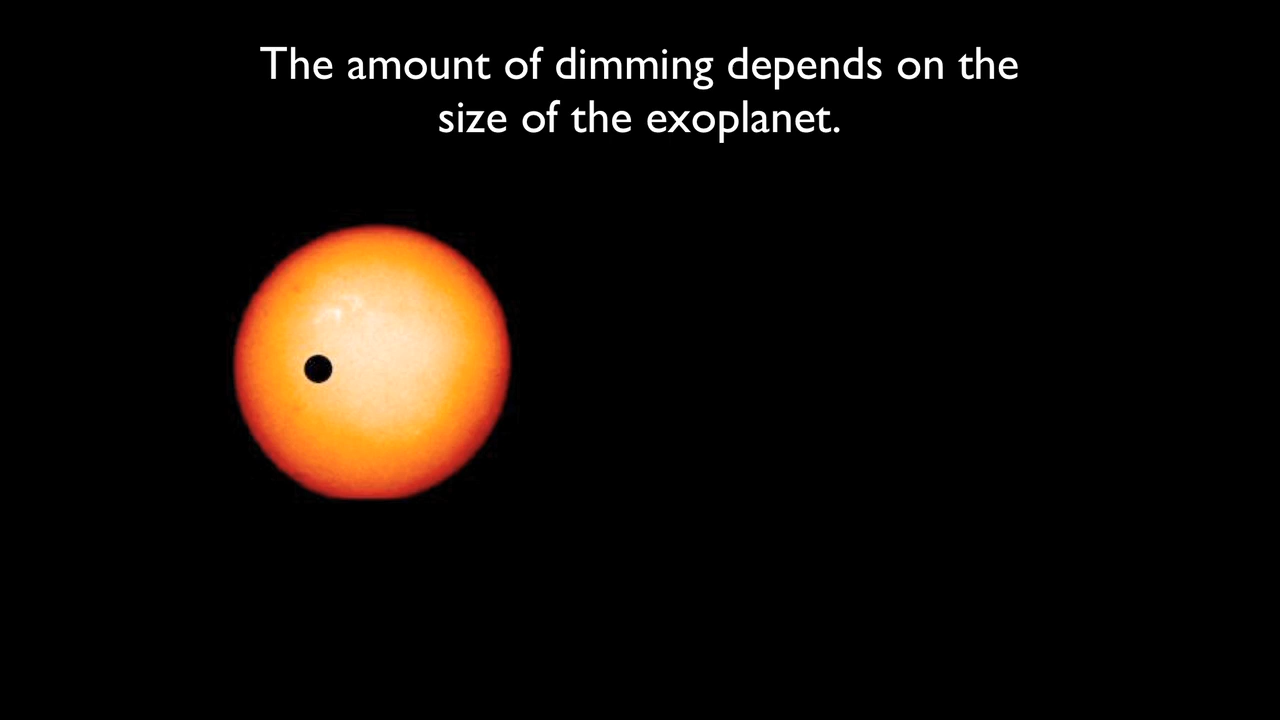 The amount of dimming depends on the
size of the exoplanet.